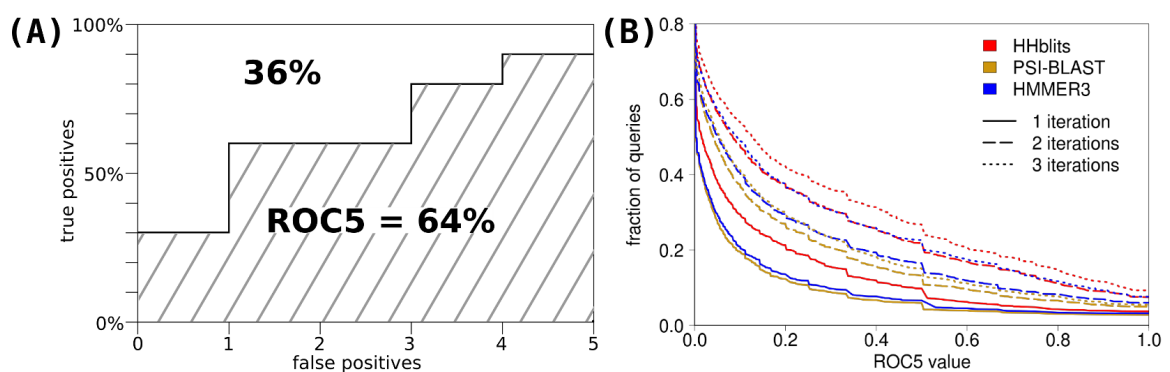 (A)
100%
50%
0%
true positives
36%
ROC5 = 64%
0 1 2 3 4 5
false positives
(B)
0.8
0.6
0.4
0.2
0.0
fraction of queries
HHblits
PSI-BLAST
HMMER3
1 iteration
2 iterations
3 iterations
0.0 0.2 0.4 0.6 0.8 1.0
ROC5 value